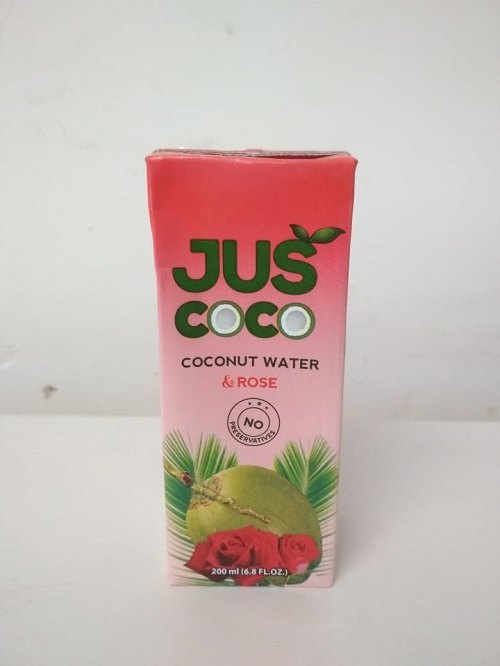 JUS
COCO
COCONUT WATER
& ROSE
NO
PRESERVATIVES
200 ml (6.8 FL.OZ.)